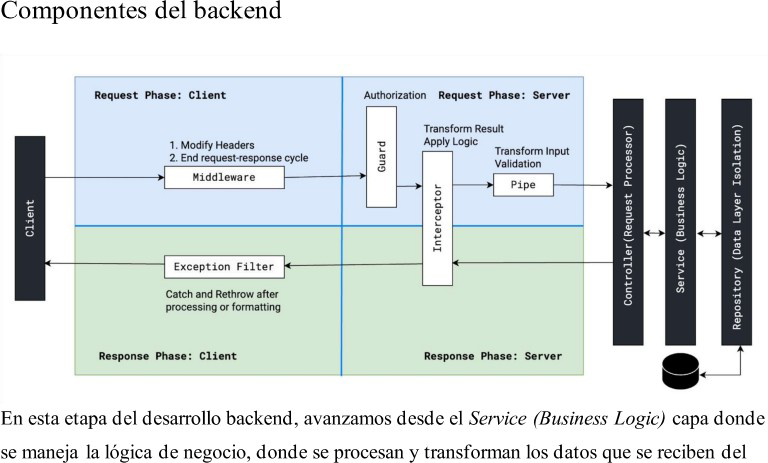 Componentes del backend
Request Phase: Client
Authorization
Request Phase: Server
1. Modify Headers
2. End request-response cycle
Middleware
Guard
Transform Result
Apply Logic
Transform Input
Validation
Pipe
Interceptor
Client
Exception Filter
Catch and Rethrow after
processing or formatting
Response Phase: Client
Response Phase: Server
Controller(Request Processor)
Service (Business Logic)
Repository (Data Layer Isolation)
En esta etapa del desarrollo backend, avanzamos desde el Service (Business Logic) capa donde
se maneja la lógica de negocio, donde se procesan y transforman los datos que se reciben del